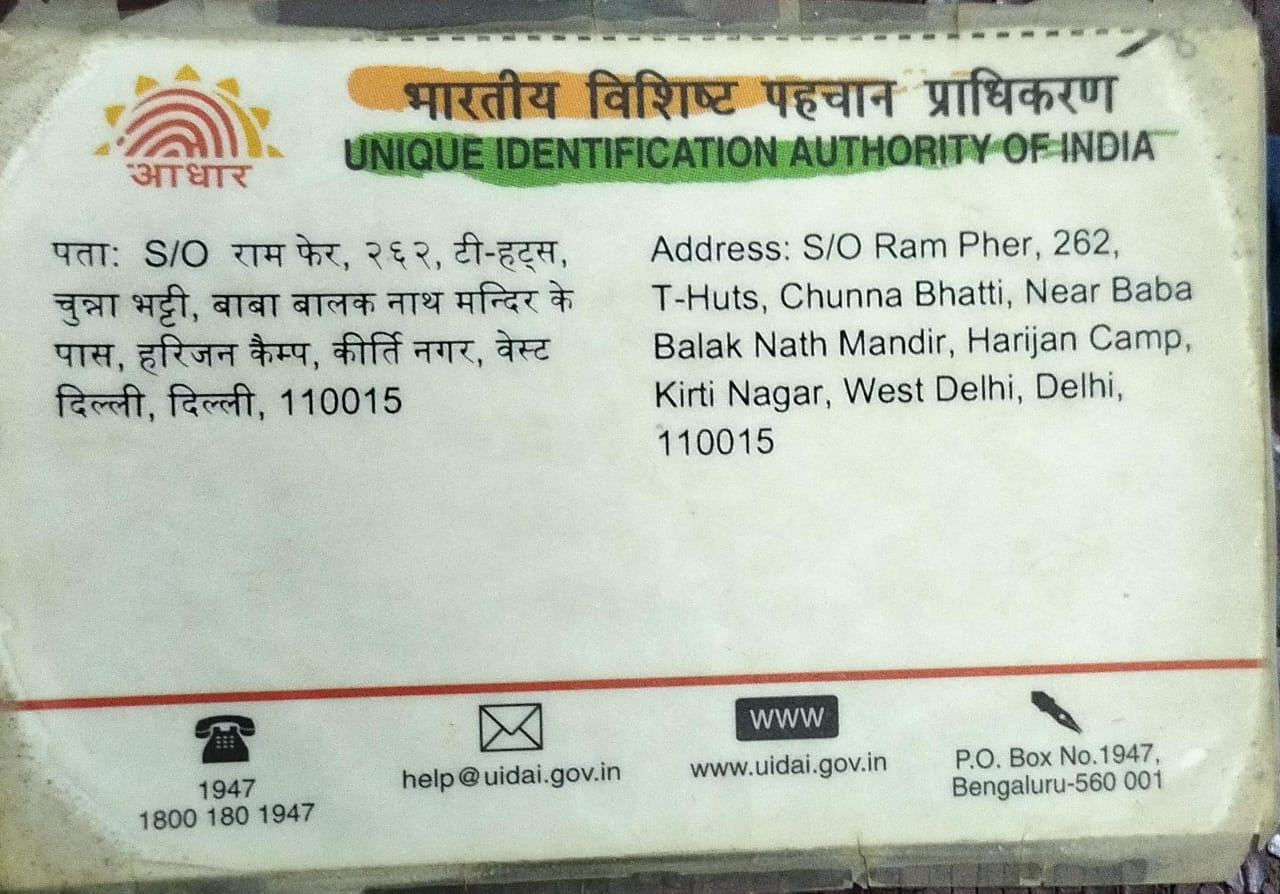 भारतीय विशिष्ट पहचान प्राधिकरण
UNIQUE IDENTIFICATION AUTHORITY OF INDIA
आधार
पता: S/O राम फेर, २६२, टी-हट्स,
चुन्ना भट्टी, बाबा बालक नाथ मन्दिर के
पास, हरिजन कैम्प, कीर्ति नगर, वेस्ट
दिल्ली, दिल्ली, 110015
Address: S/O Ram Pher, 262,
T-Huts, Chunna Bhatti, Near Baba
Balak Nath Mandir, Harijan Camp,
Kirti Nagar, West Delhi, Delhi,
110015
1947
1800 180 1947
help@uidai.gov.in
WWW
www.uidai.gov.in
P.O. Box No.1947,
Bengaluru-560 001